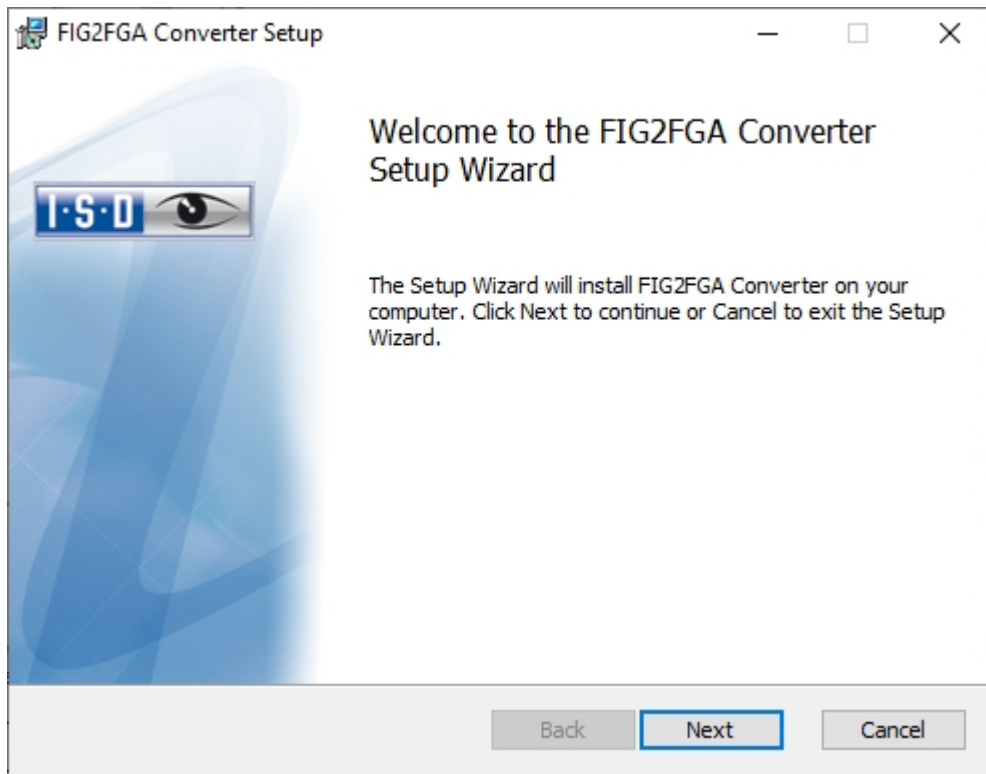 FIG2FGA Converter Setup
Welcome to the FIG2FGA Converter
Setup Wizard
I·S·D
The Setup Wizard will install FIG2FGA Converter on your
computer. Click Next to continue or Cancel to exit the Setup
Wizard.
Back
Next
Cancel